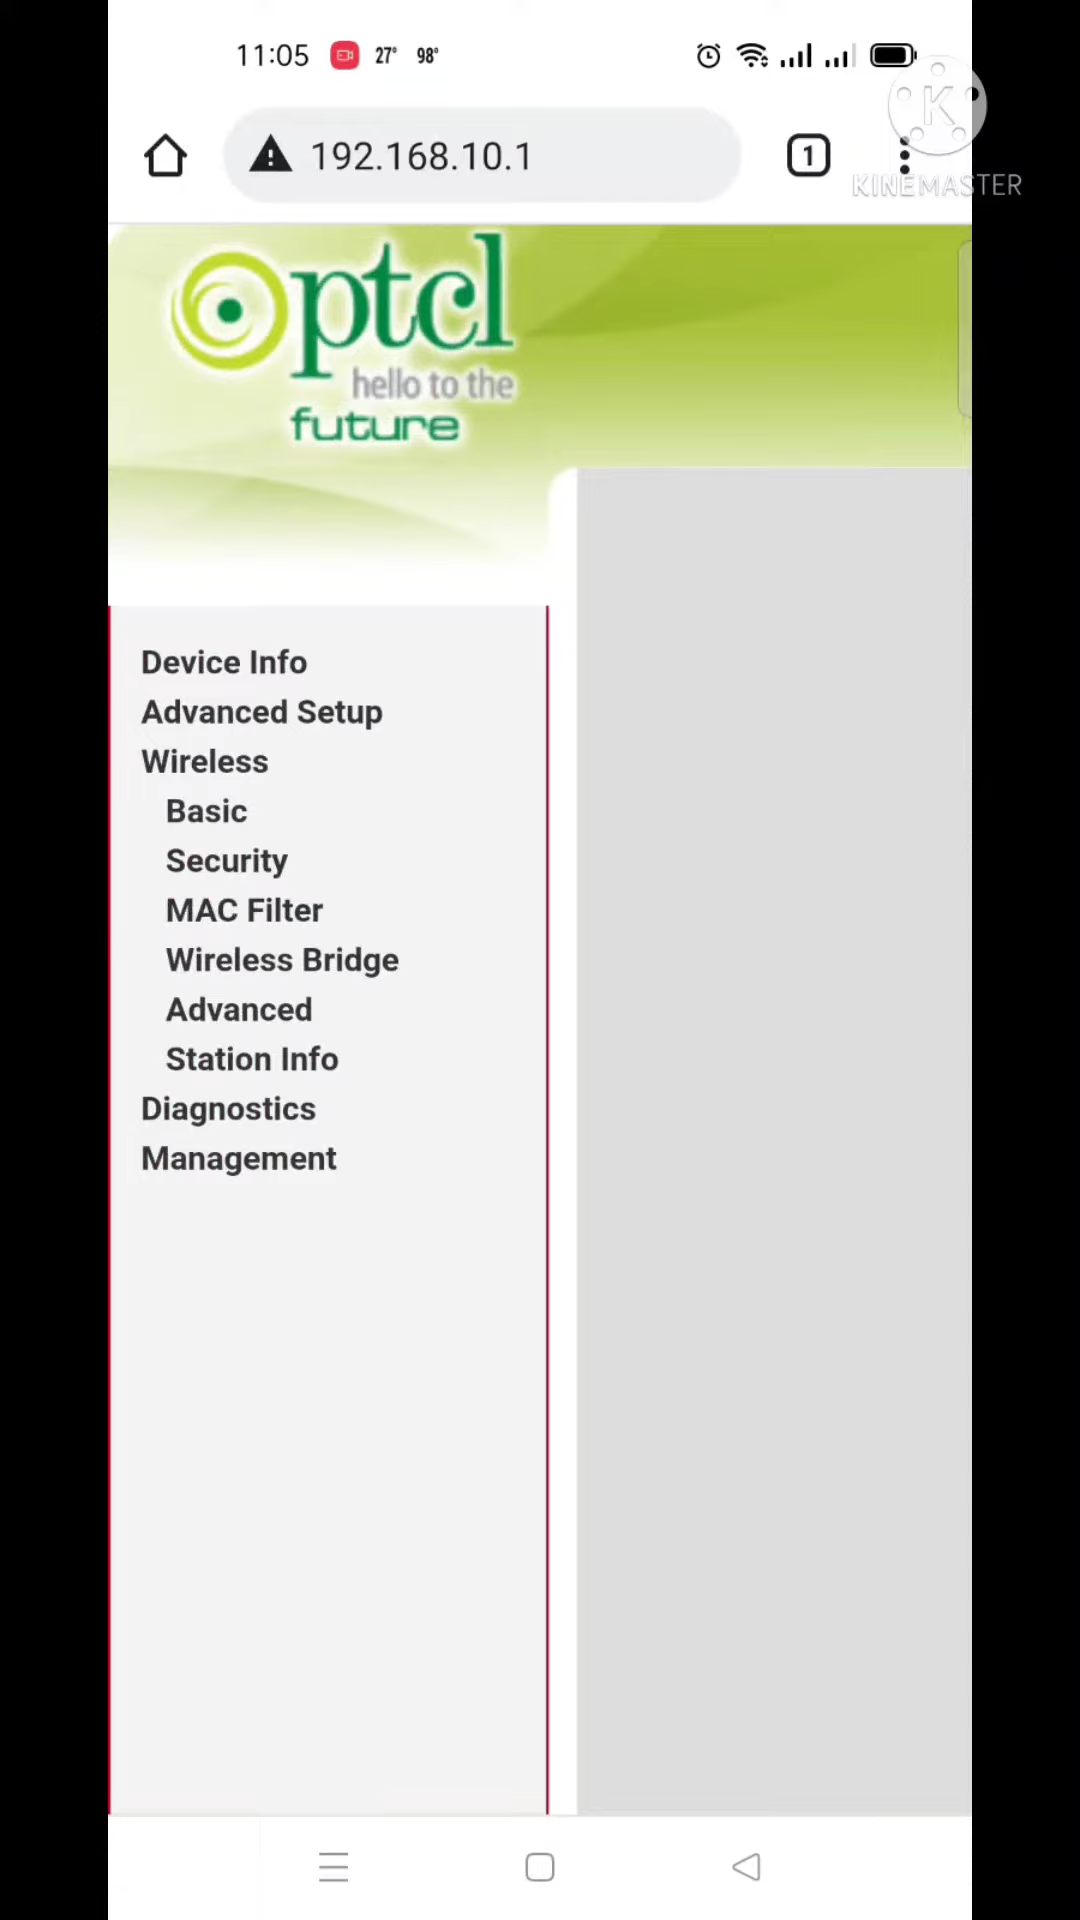 11:05 27° 98°
192.168.10.1
1
K
KINEMASTER
ptcl
hello to the
future
Device Info
Advanced Setup
Wireless
Basic
Security
MAC Filter
Wireless Bridge
Advanced
Station Info
Diagnostics
Management